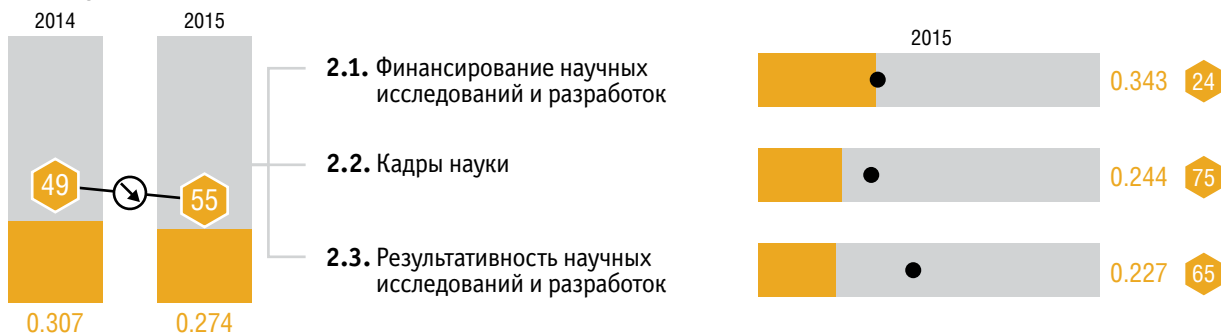 2014
2015
49
55
0.307
0.274
2.1. Финансирование научных
исследований и разработок
2.2. Кадры науки
2.3. Результативность научных
исследований и разработок
2015
0.343 24
0.244 75
0.227 65